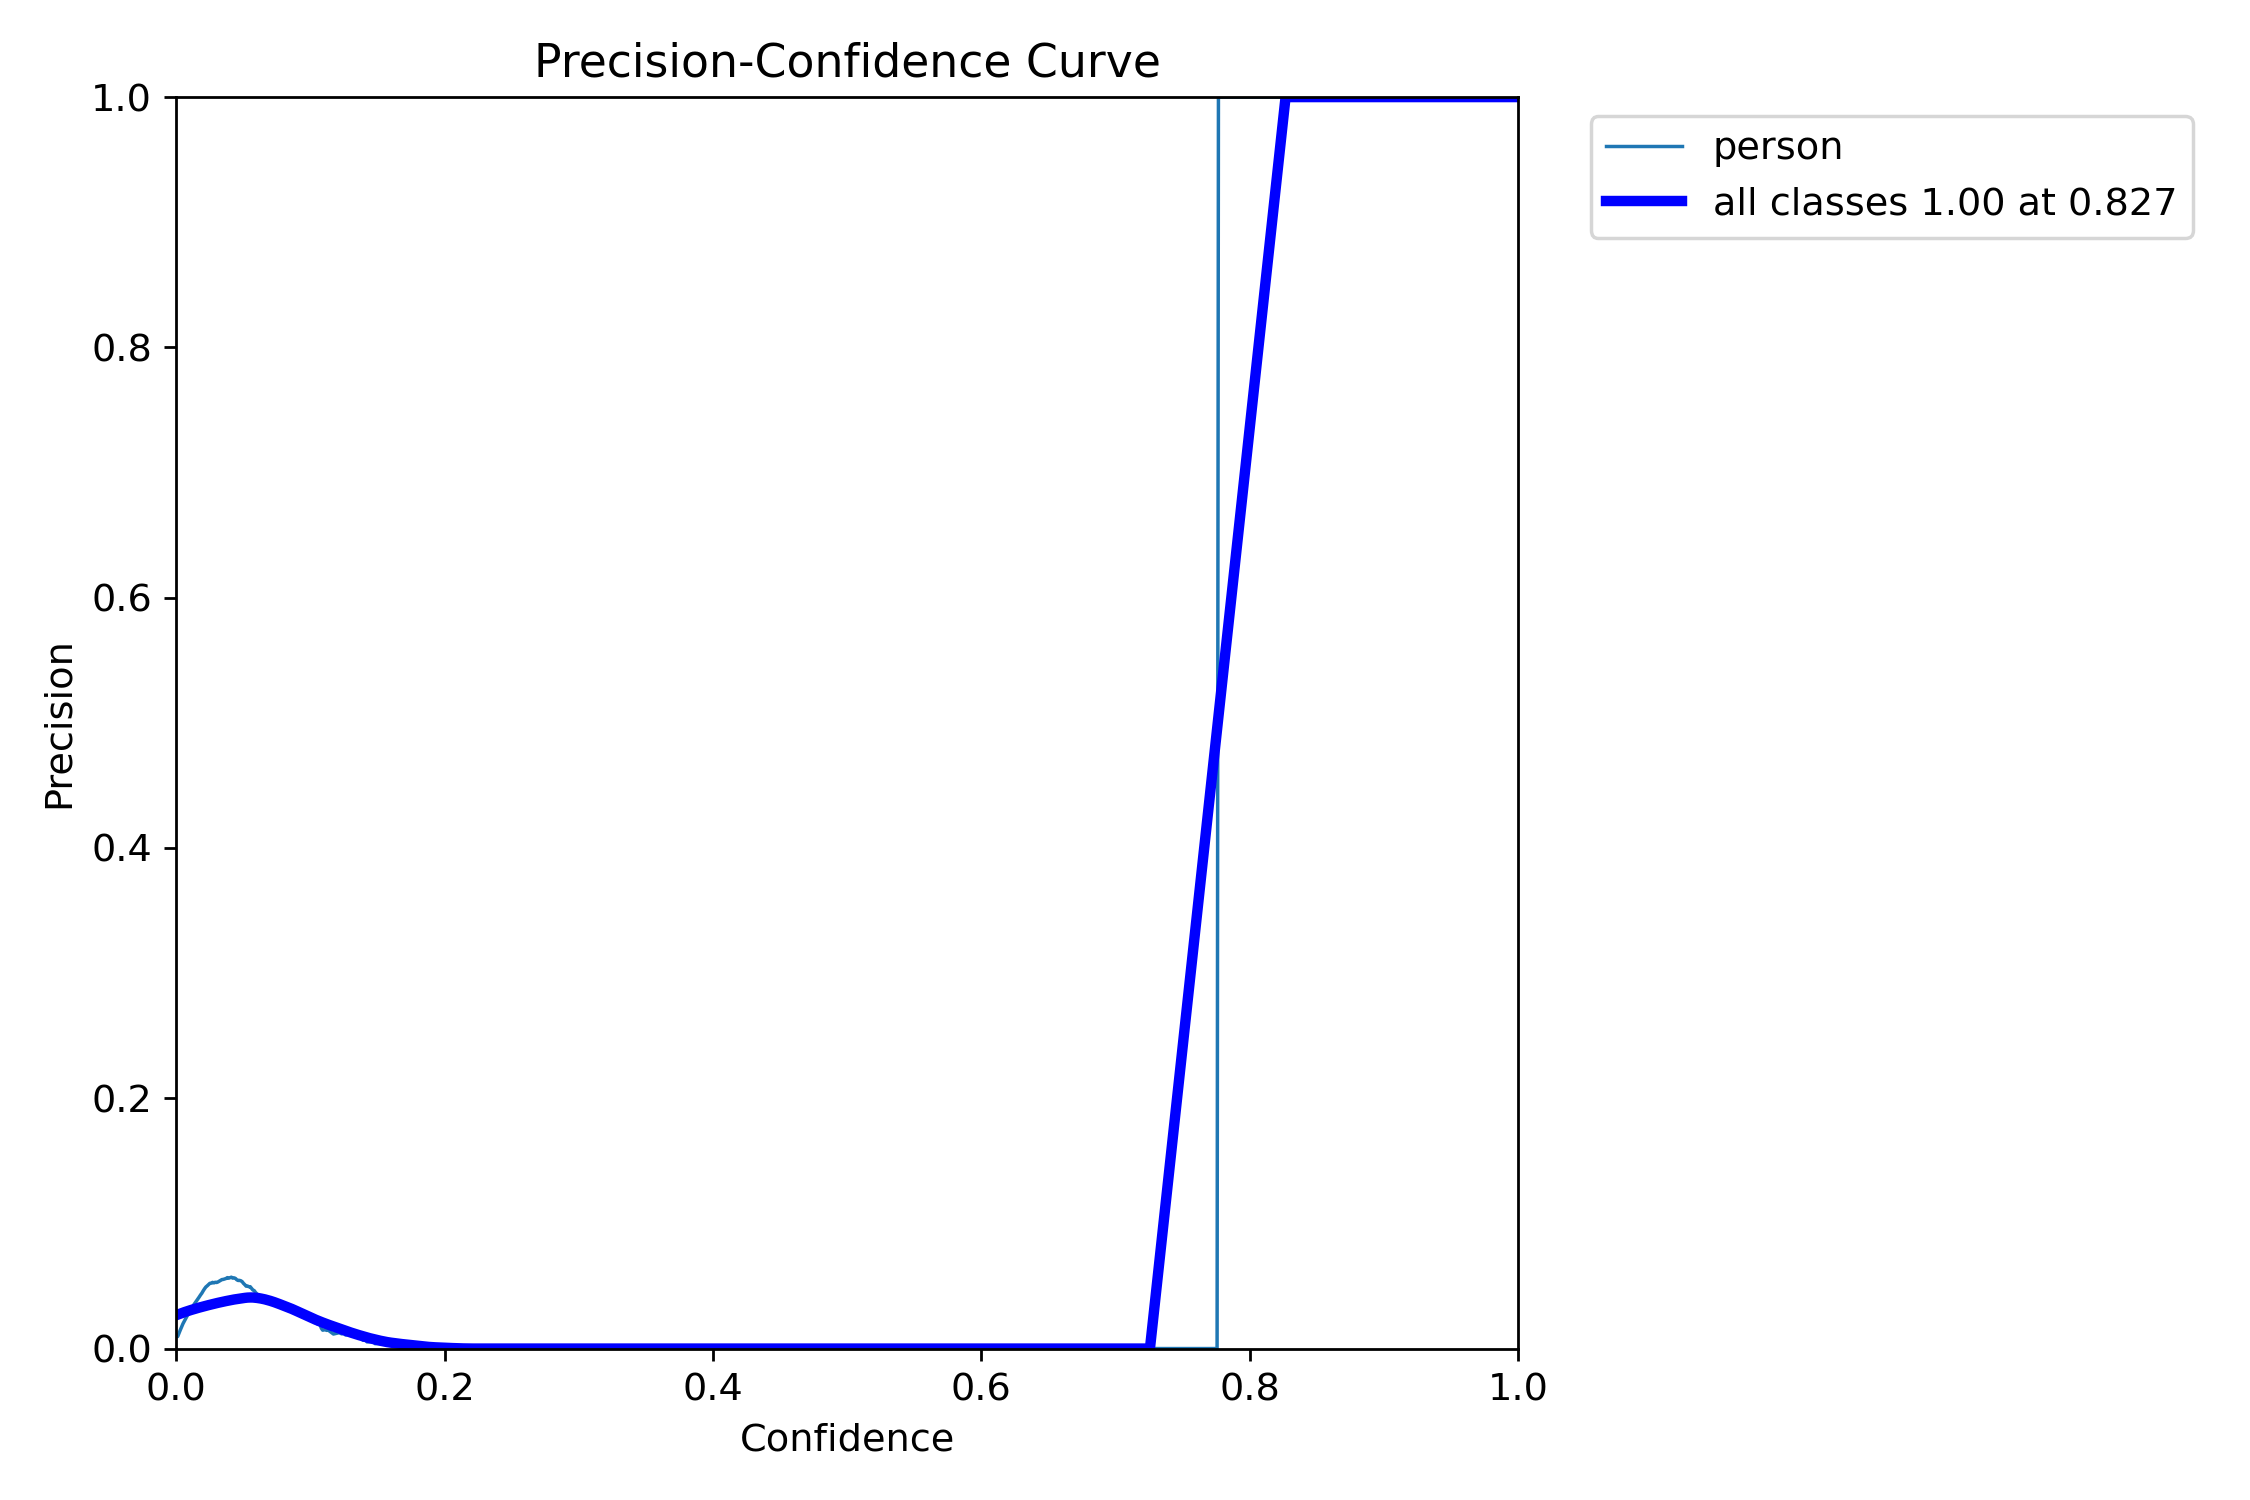 Precision-Confidence Curve
1.0
0.8
0.6
0.4
0.2
0.0
Precision
0.0 0.2 0.4 0.6 0.8 1.0
Confidence
person
all classes 1.00 at 0.827